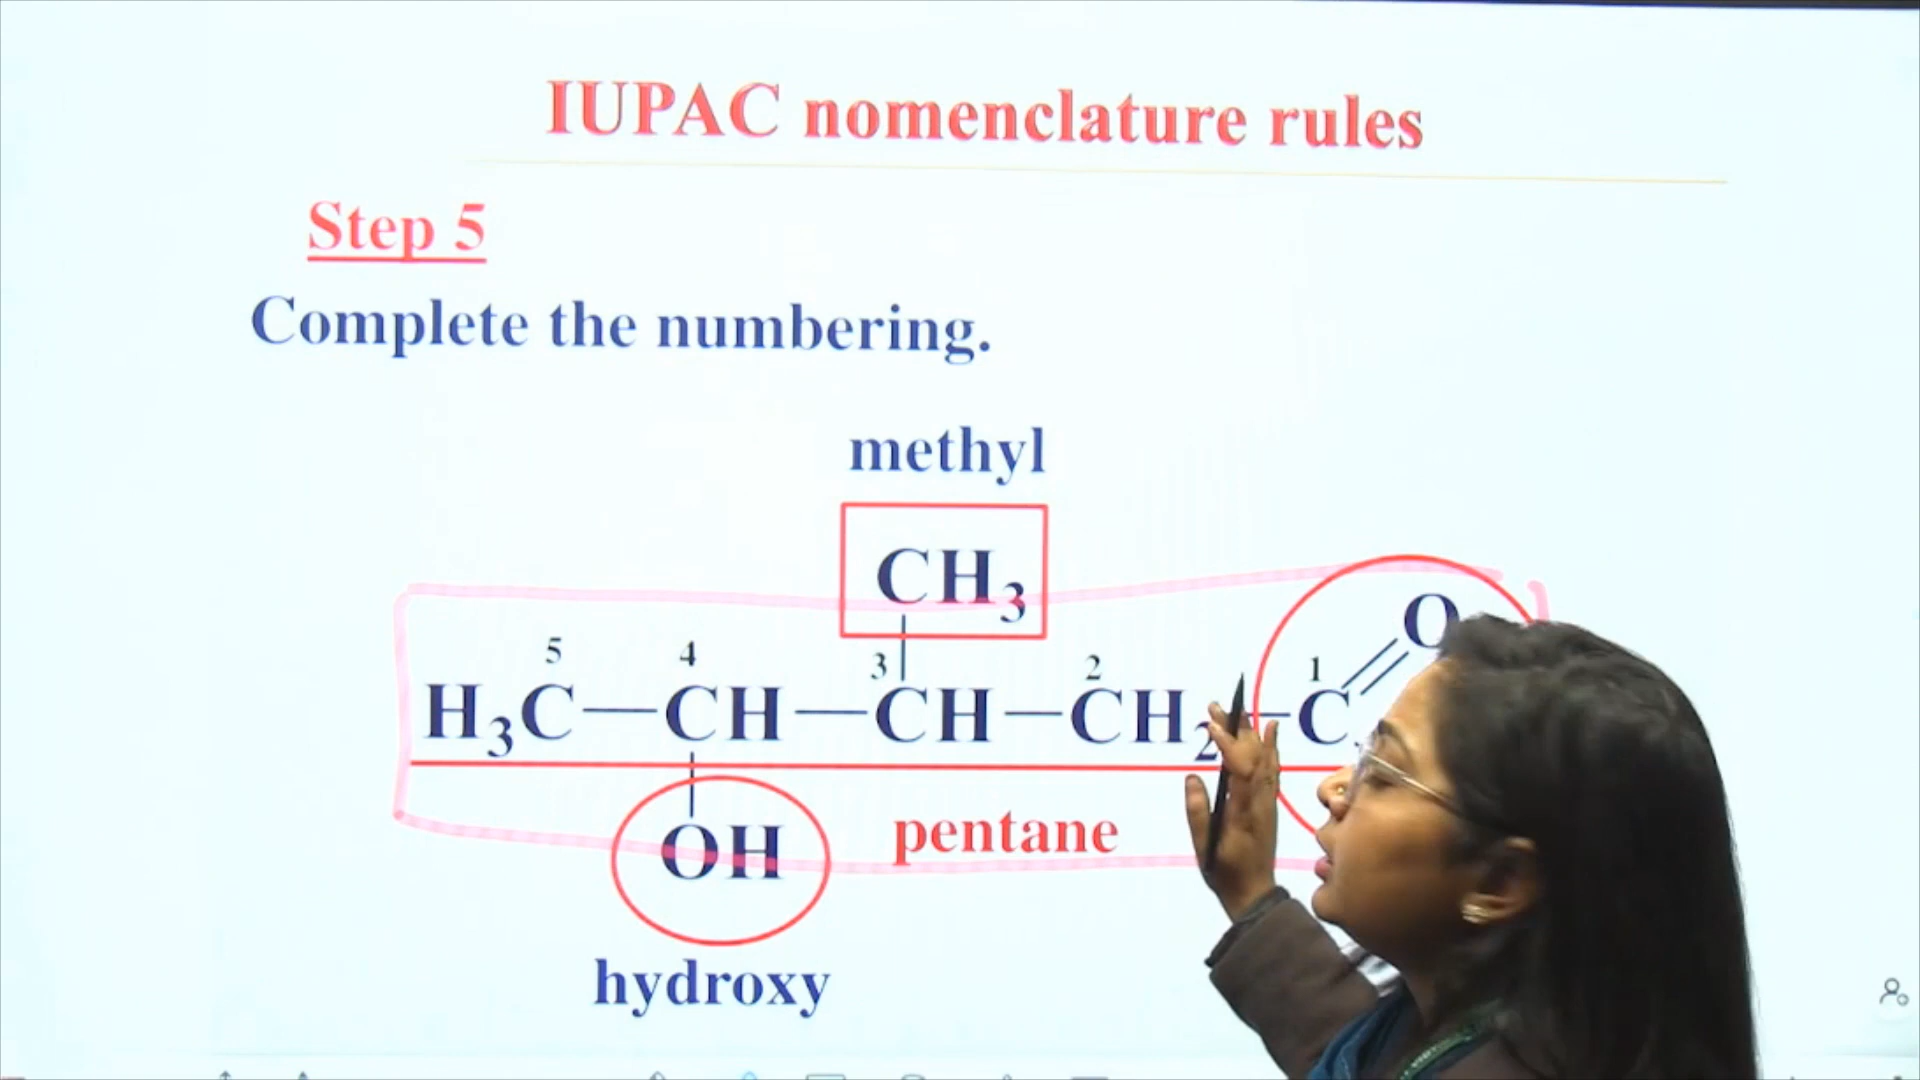 IUPAC nomenclature rules
Step 5
Complete the numbering.
methyl
CH3
O
5 4 3 2 1
H3C—CH—CH—CH2—C
OH
pentane
hydroxy